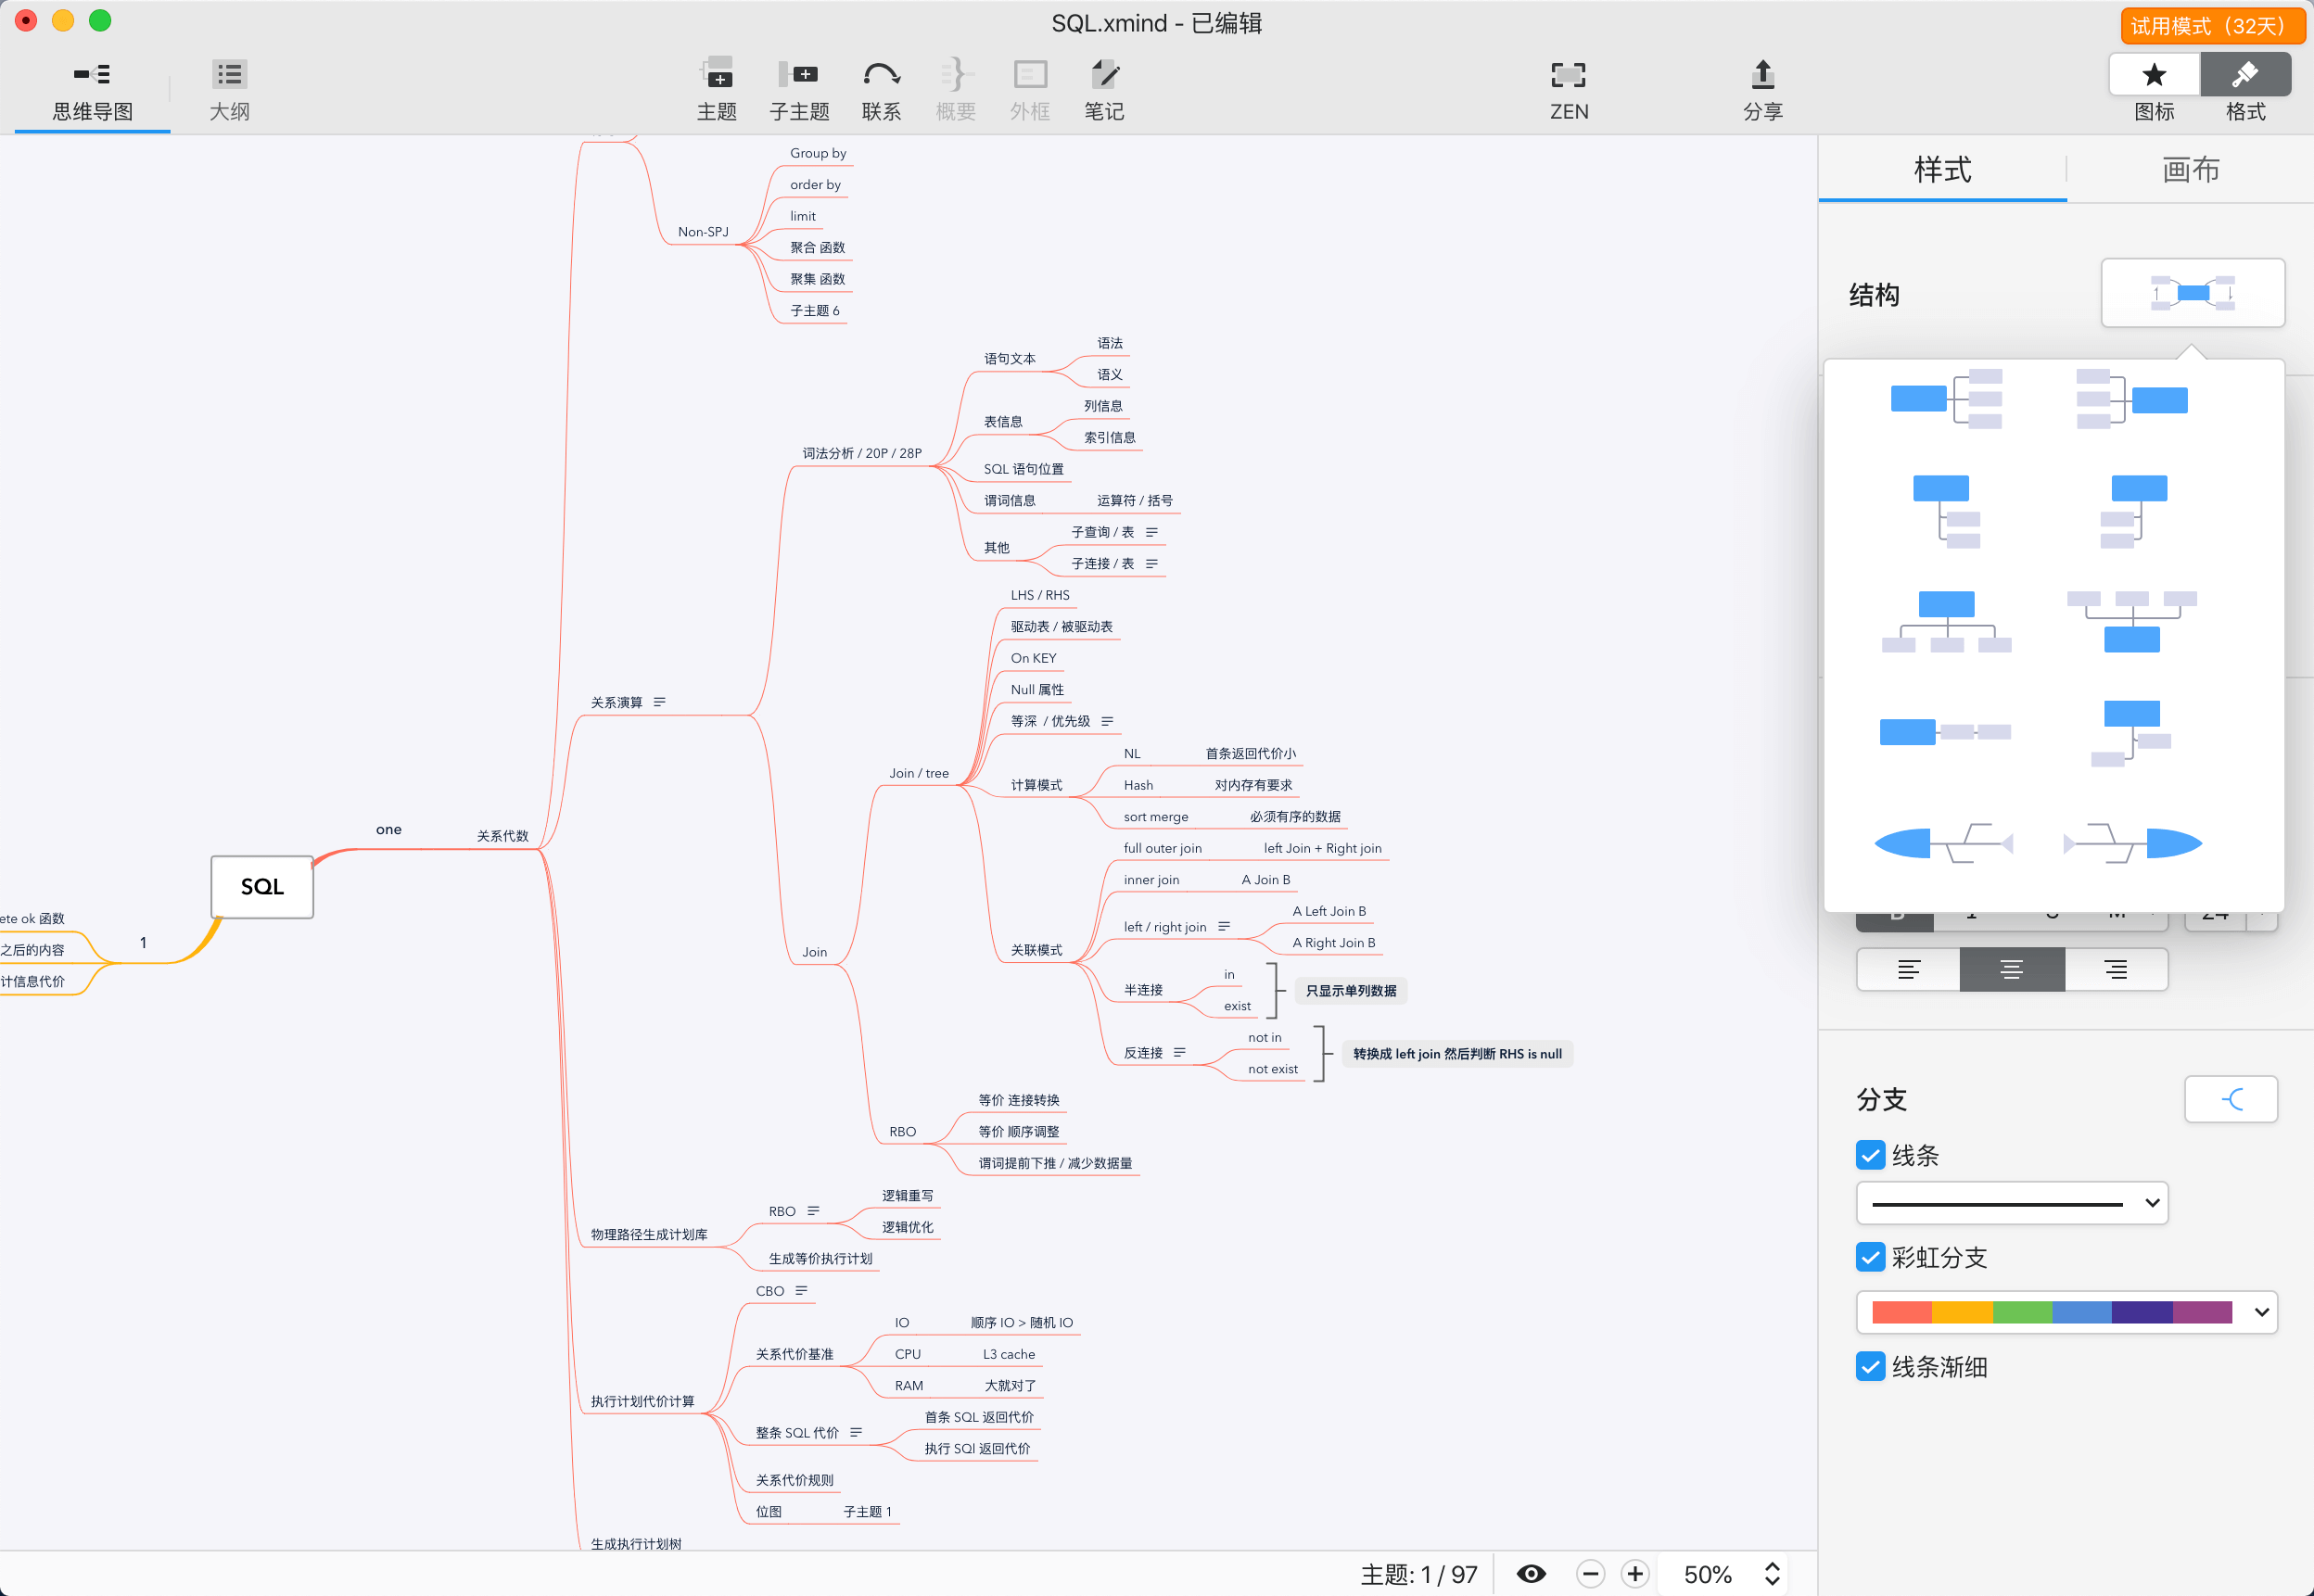 SQL.xmind - 已编辑
试用模式（32天）
思维导图
大纲
主题
子主题
联系
概要
外框
笔记
ZEN
分享
图标
格式
样式
画布
结构
Group by
order by
limit
Non-SPJ
聚合 函数
聚集 函数
子主题 6
语句文本
语法
语义
表信息
列信息
索引信息
词法分析 / 20P / 28P
SQL 语句位置
谓词信息
运算符 / 括号
其他
子查询 / 表
子连接 / 表
LHS / RHS
驱动表 / 被驱动表
On KEY
Null 属性
等深 / 优先级
关系演算
Join / tree
计算模式
NL
首条返回代价小
Hash
对内存有要求
sort merge
必须有序的数据
one
关系代数
SQL
full outer join
left Join + Right join
inner join
A Join B
left / right join
A Left Join B
A Right Join B
Join
关联模式
半连接
in
exist
只显示单列数据
反连接
not in
not exist
转换成 left join 然后判断 RHS is null
ete ok 函数
之后的内容
计信息代价
1
RBO
等价 连接转换
等价 顺序调整
谓词提前下推 / 减少数据量
物理路径生成计划库
RBO
逻辑重写
逻辑优化
生成等价执行计划
CBO
关系代价基准
IO
顺序 IO > 随机 IO
CPU
L3 cache
RAM
大就对了
执行计划代价计算
整条 SQL 代价
首条 SQL 返回代价
执行 SQl 返回代价
关系代价规则
位图
子主题 1
生成执行计划树
分支
线条
彩虹分支
线条渐细
主题: 1 / 97
50%